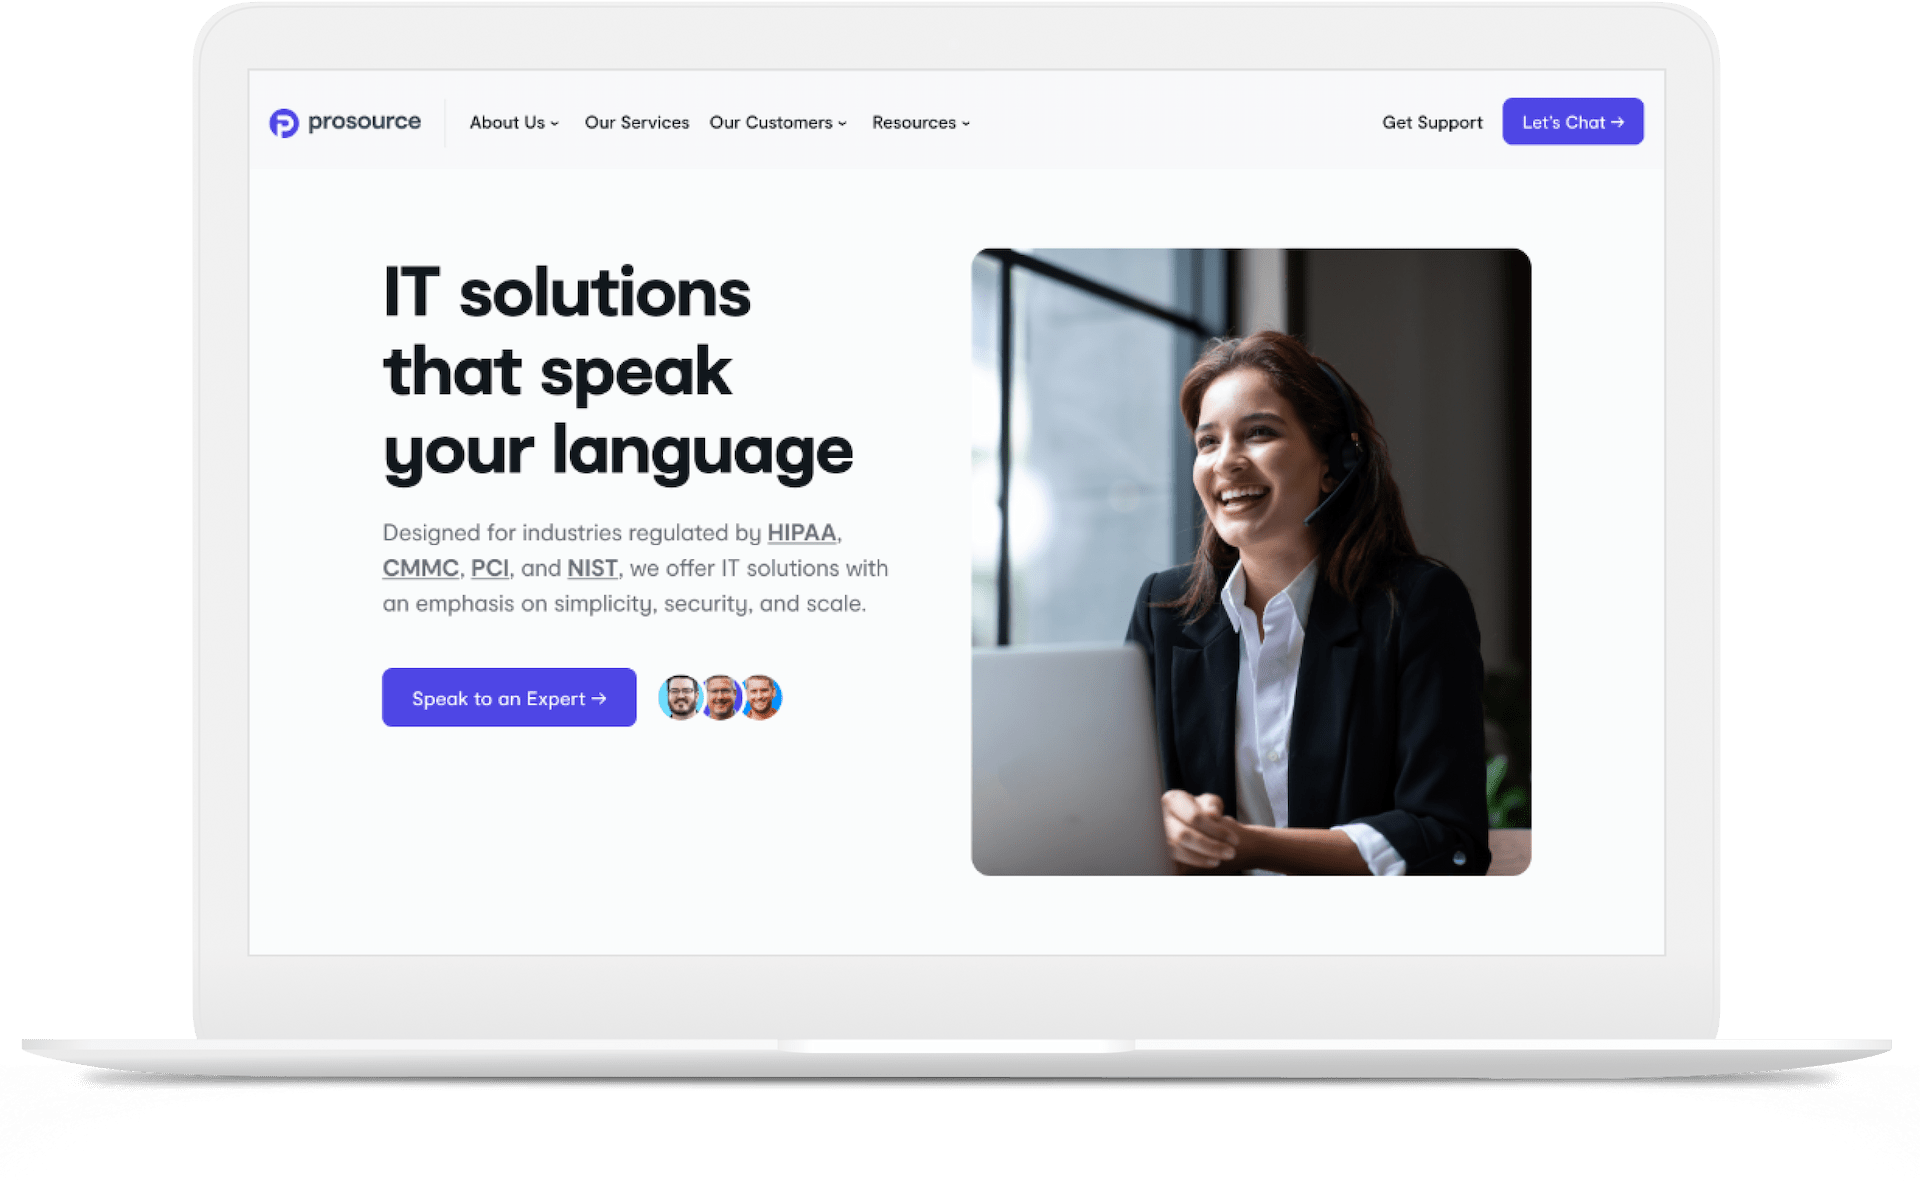 prosource
About Us
Our Services
Our Customers
Resources
Get Support
Let's Chat →
IT solutions
that speak
your language
Designed for industries regulated by HIPAA,
CMMC, PCI, and NIST, we offer IT solutions with
an emphasis on simplicity, security, and scale.
Speak to an Expert →